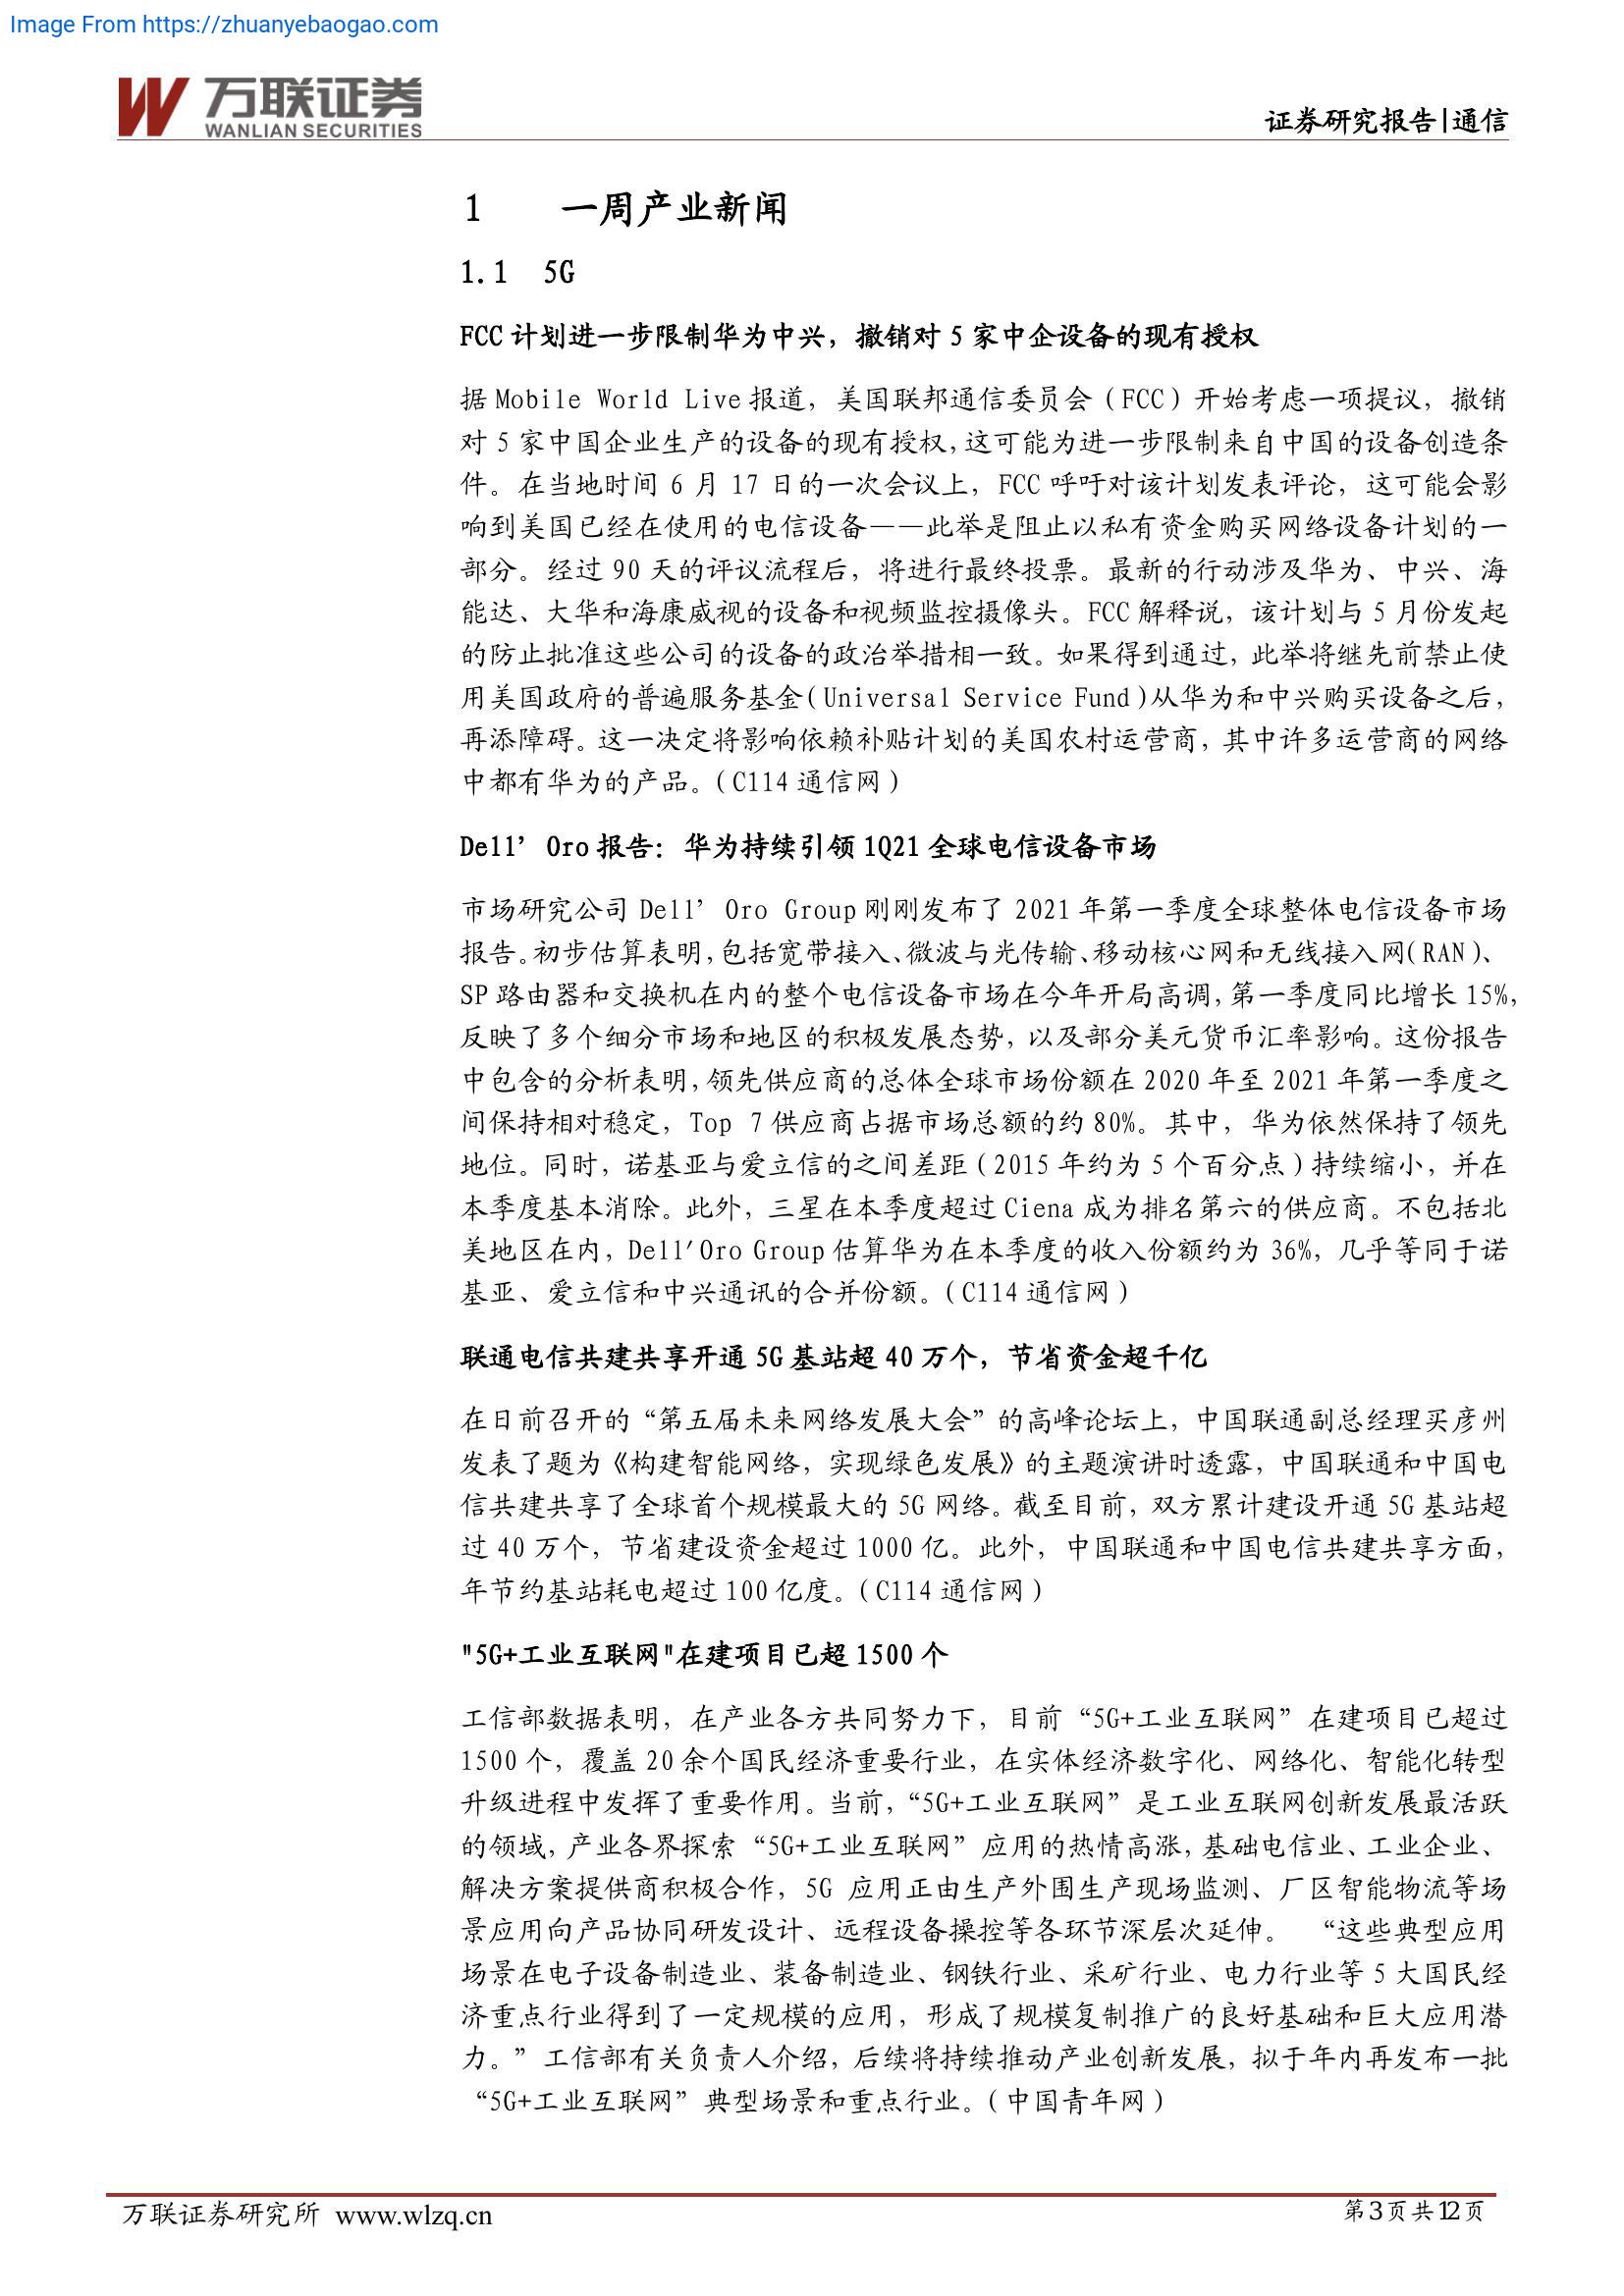 Image From https://zhuanyebaogao.com
万联证券
WANLIAN SECURITIES
证券研究报告|通信
1 一周产业新闻
1.1 5G
FCC 计划进一步限制华为中兴，撤销对 5 家中企设备的现有授权
据 Mobile World Live 报道，美国联邦通信委员会（FCC）开始考虑一项提议，撤销
对 5 家中国企业生产的设备的现有授权，这可能为进一步限制来自中国的设备创造条
件。在当地时间 6 月 17 日的一次会议上，FCC 呼吁对该计划发表评论，这可能会影
响到美国已经在使用的电信设备——此举是阻止以私有资金购买网络设备计划的一
部分。经过 90 天的评议流程后，将进行最终投票。最新的行动涉及华为、中兴、海
能达、大华和海康威视的设备和视频监控摄像头。FCC 解释说，该计划与 5 月份发起
的防止批准这些公司的设备的政治举措相一致。如果得到通过，此举将继先前禁止使
用美国政府的普遍服务基金（Universal Service Fund）从华为和中兴购买设备之后，
再添障碍。这一决定将影响依赖补贴计划的美国农村运营商，其中许多运营商的网络
中都有华为的产品。（C114 通信网）
Dell’Oro 报告：华为持续引领 1Q21 全球电信设备市场
市场研究公司 Dell’Oro Group 刚刚发布了 2021 年第一季度全球整体电信设备市场
报告。初步估算表明，包括宽带接入、微波与光传输、移动核心网和无线接入网（RAN）、
SP 路由器和交换机在内的整个电信设备市场在今年开局高调，第一季度同比增长 15%，
反映了多个细分市场和地区的积极发展态势，以及部分美元货币汇率影响。这份报告
中包含的分析表明，领先供应商的总体全球市场份额在 2020 年至 2021 年第一季度之
间保持相对稳定，Top 7 供应商占据市场总额的约 80%。其中，华为依然保持了领先
地位。同时，诺基亚与爱立信的之间差距（2015 年约为 5 个百分点）持续缩小，并在
本季度基本消除。此外，三星在本季度超过 Ciena 成为排名第六的供应商。不包括北
美地区在内，Dell'Oro Group 估算华为在本季度的收入份额约为 36%，几乎等同于诺
基亚、爱立信和中兴通讯的合并份额。（C114 通信网）
联通电信共建共享开通 5G 基站超 40 万个，节省资金超千亿
在日前召开的“第五届未来网络发展大会”的高峰论坛上，中国联通副总经理买彦州
发表了题为《构建智能网络，实现绿色发展》的主题演讲时透露，中国联通和中国电
信共建共享了全球首个规模最大的 5G 网络。截至目前，双方累计建设开通 5G 基站超
过 40 万个，节省建设资金超过 1000 亿。此外，中国联通和中国电信共建共享方面，
年节约基站耗电超过 100 亿度。（C114 通信网）
"5G+工业互联网"在建项目已超 1500 个
工信部数据表明，在产业各方共同努力下，目前“5G+工业互联网”在建项目已超过
1500 个，覆盖 20 余个国民经济重要行业，在实体经济数字化、网络化、智能化转型
升级进程中发挥了重要作用。当前，“5G+工业互联网”是工业互联网创新发展最活跃
的领域，产业各界探索“5G+工业互联网”应用的热情高涨，基础电信业、工业企业、
解决方案提供商积极合作，5G 应用正由生产外围生产现场监测、厂区智能物流等场
景应用向产品协同研发设计、远程设备操控等各环节深层次延伸。 “这些典型应用
场景在电子设备制造业、装备制造业、钢铁行业、采矿行业、电力行业等 5 大国民经
济重点行业得到了一定规模的应用，形成了规模复制推广的良好基础和巨大应用潜
力。”工信部有关负责人介绍，后续将持续推动产业创新发展，拟于年内再发布一批
“5G+工业互联网”典型场景和重点行业。（中国青年网）
万联证券研究所 www.wlzq.cn
第3页共12页